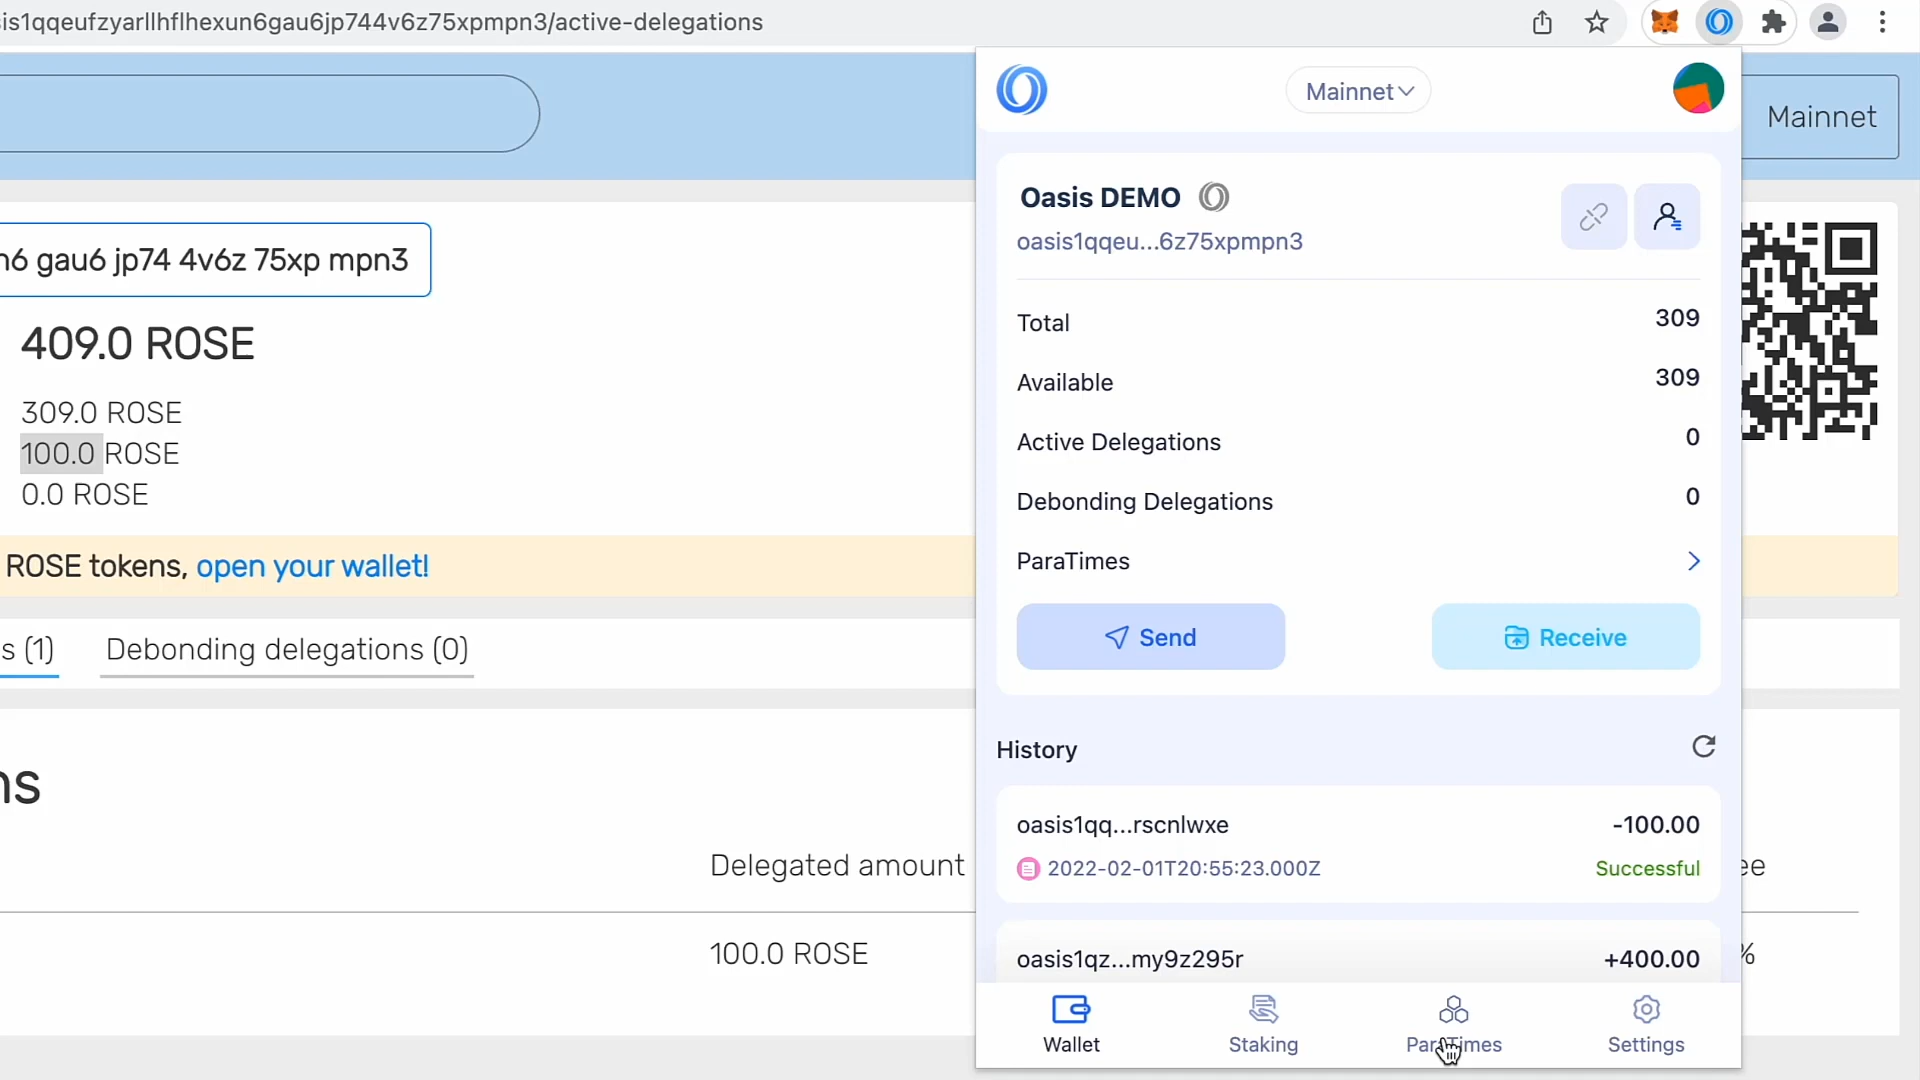 is1qqeufzyarllhflhexun6gau6jp744v6z75xpmpn3/active-delegations
Mainnet
Mainnet
Oasis DEMO
oasis1qqeu...6z75xpmpn3
n6 gau6 jp74 4v6z 75xp mpn3
409.0 ROSE
309.0 ROSE
100.0 ROSE
0.0 ROSE
ROSE tokens, open your wallet!
s (1) Debonding delegations (0)
ns
Delegated amount
100.0 ROSE
Total 309
Available 309
Active Delegations 0
Debonding Delegations 0
ParaTimes
Send Receive
History
oasis1qq...rscnlwxe -100.00
2022-02-01T20:55:23.000Z Successful
oasis1qz...my9z295r +400.00
ee
%
Wallet Staking ParaTimes Settings